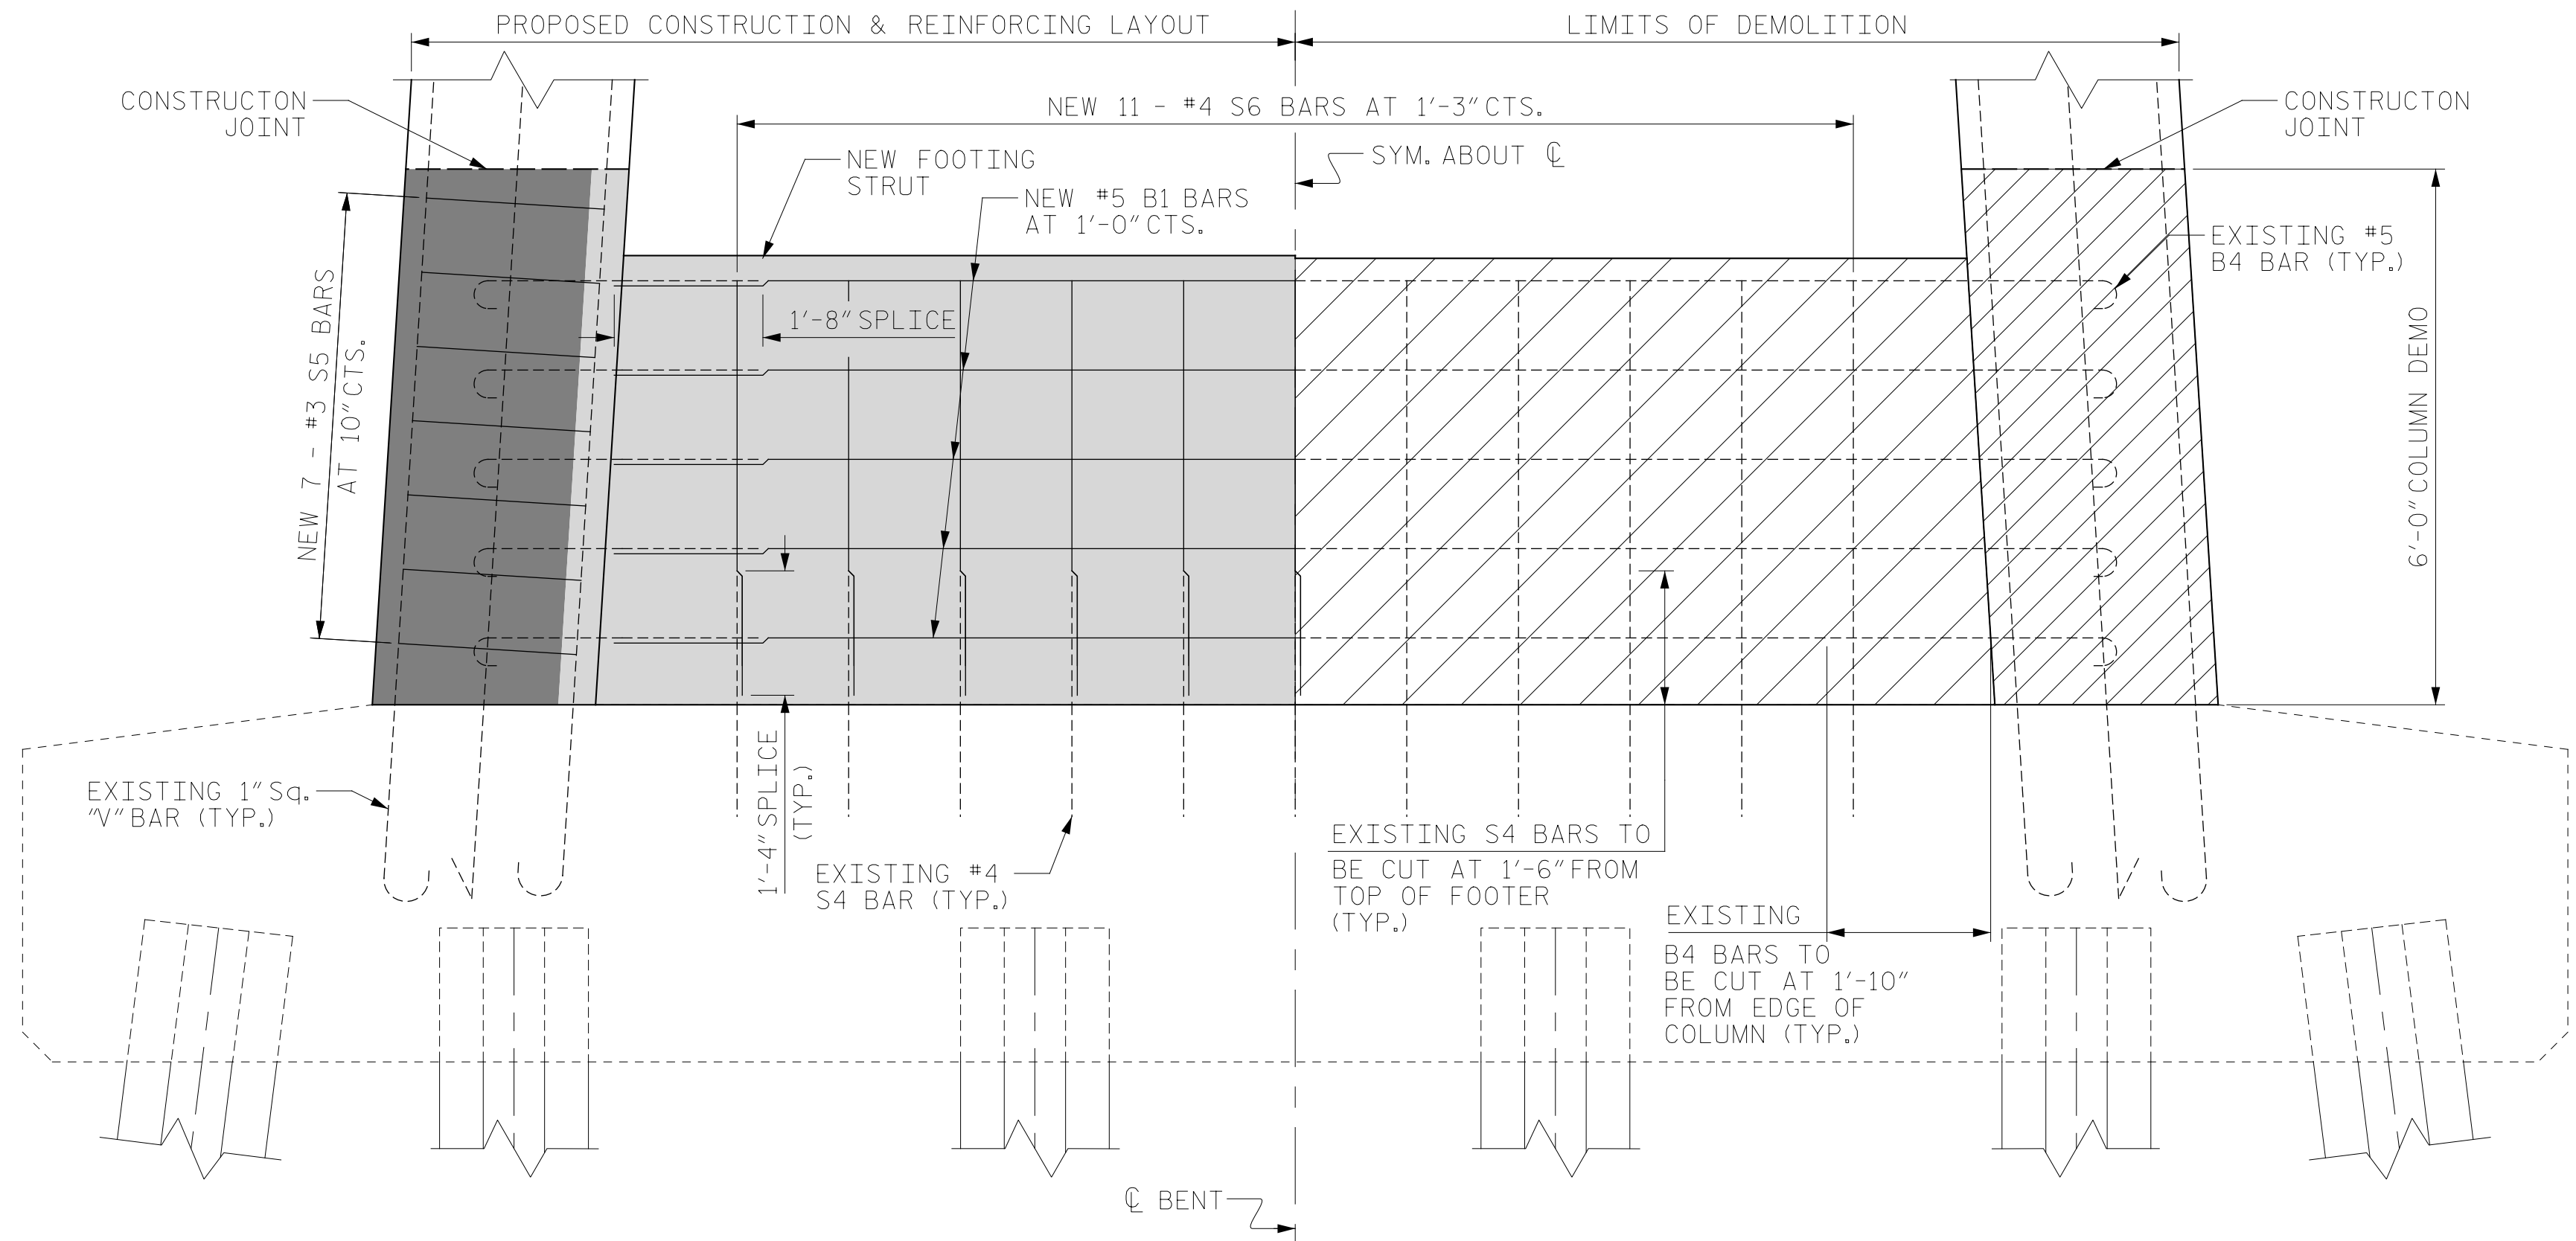 PROPOSED CONSTRUCTION & REINFORCING LAYOUT
LIMITS OF DEMOLITION
CONSTRUCTON
JOINT
NEW 11 - #4 S6 BARS AT 1'-3" CTS.
CONSTRUCTON
JOINT
NEW FOOTING
STRUT
SYM. ABOUT ℄
NEW #5 B1 BARS
AT 1'-0" CTS.
EXISTING #5
B4 BAR (TYP.)
1'-8" SPLICE
NEW 7 - #3 S5 BARS
AT 10" CTS.
6'-0" COLUMN DEMO
EXISTING 1" Sq.
"V" BAR (TYP.)
1'-4" SPLICE
(TYP.)
EXISTING #4
S4 BAR (TYP.)
EXISTING S4 BARS TO
BE CUT AT 1'-6" FROM
TOP OF FOOTER
(TYP.)
EXISTING
B4 BARS TO
BE CUT AT 1'-10"
FROM EDGE OF
COLUMN (TYP.)
℄ BENT